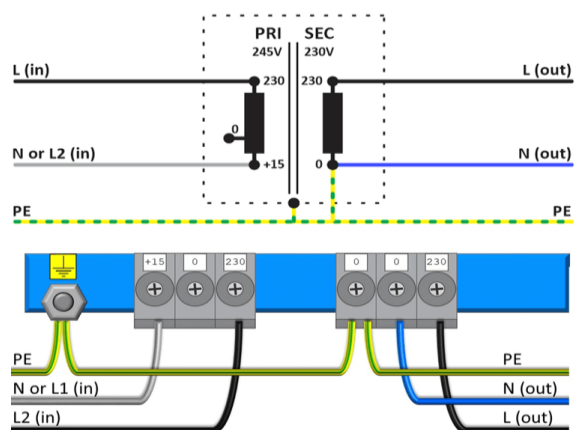 PRI SEC
245V 230V
L (in) 230 230 L (out)
0
N or L2 (in) +15 0 N (out)
PE PE
+15 0 230 0 0 230
PE PE
N or L1 (in) N (out)
L2 (in) L (out)